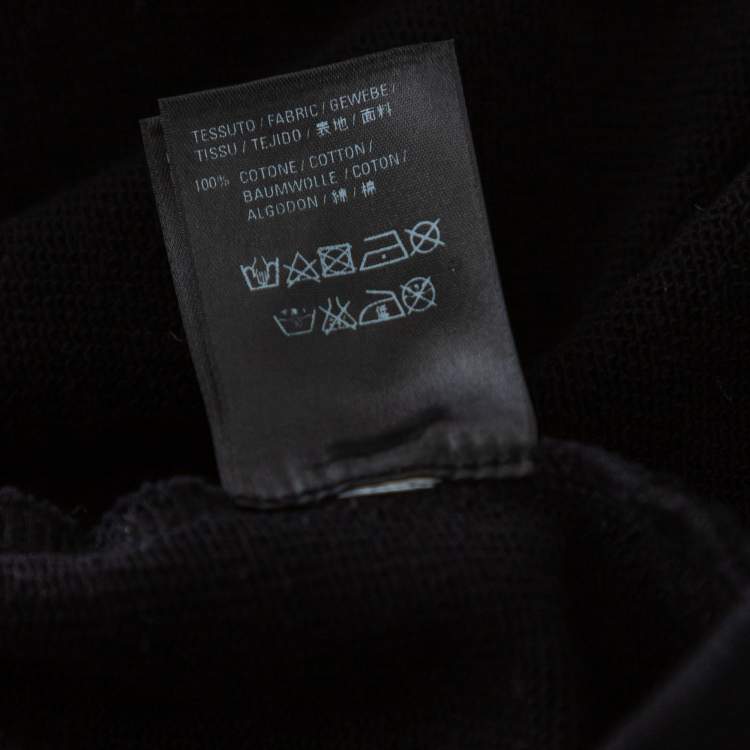 TESSUTO / FABRIC / GEWEBE /
TISSU / TEJIDO / 表地 / 面料
100% COTONE / COTTON /
BAUMWOLLE / COTON /
ALGODON / 綿 / 棉